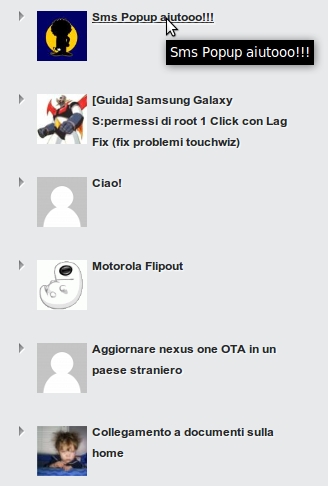 Sms Popup aiutooo!!!
Sms Popup aiutooo!!!
[Guida] Samsung Galaxy
S:permessi di root 1 Click con Lag
Fix (fix problemi touchwiz)
Ciao!
Motorola Flipout
Aggiornare nexus one OTA in un
paese straniero
Collegamento a documenti sulla
home